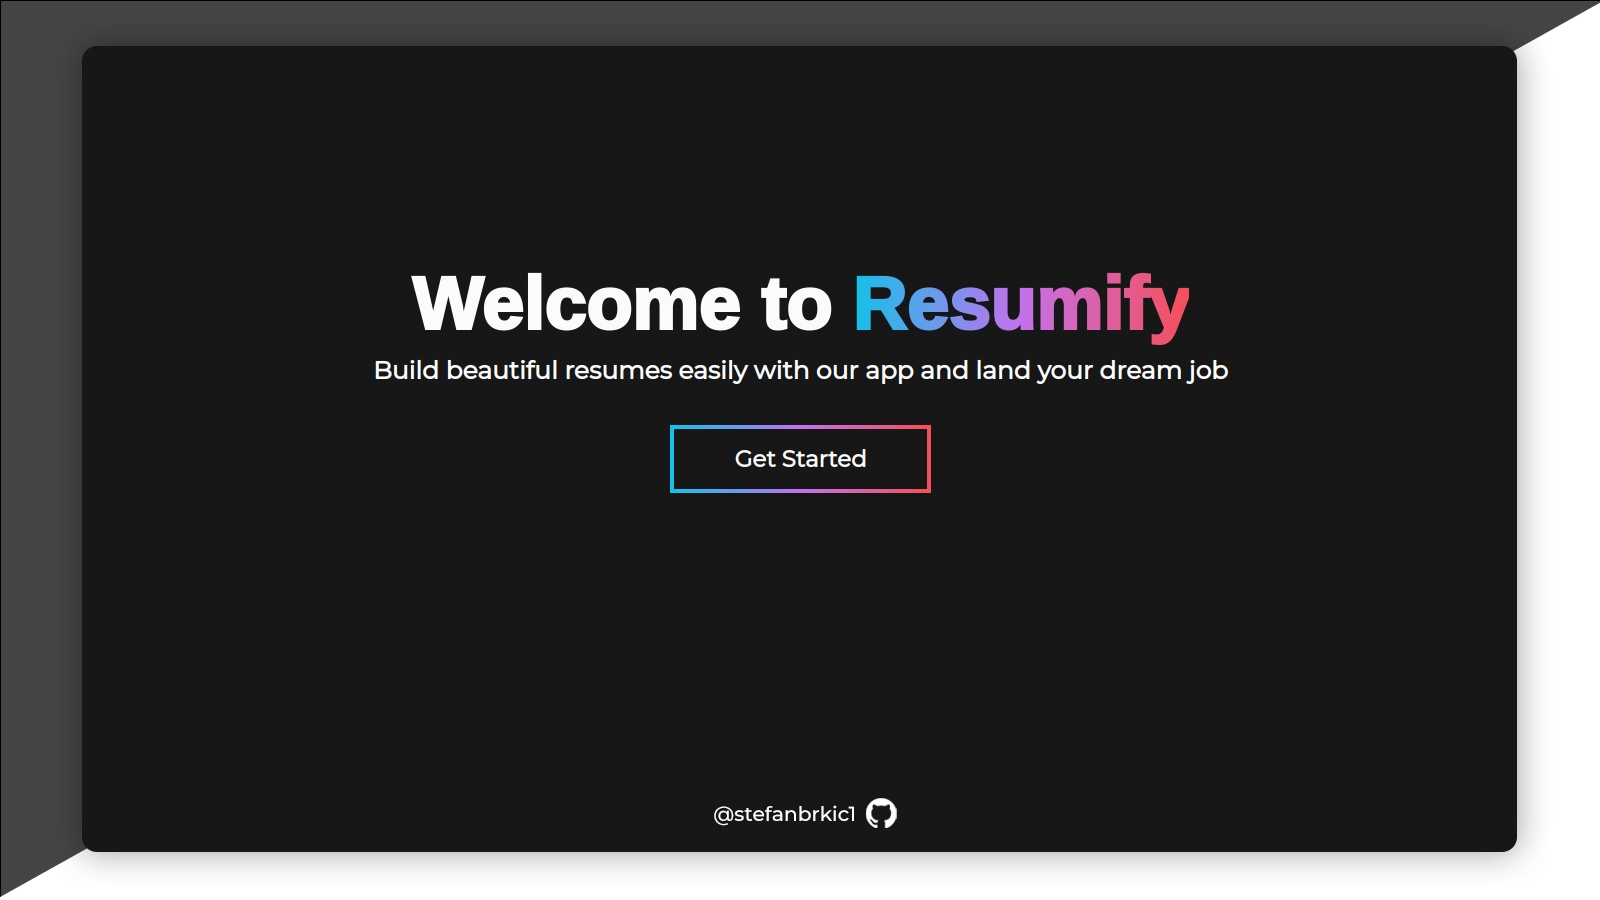 Welcome to Resumify
Build beautiful resumes easily with our app and land your dream job
Get Started
@stefanbrkic1